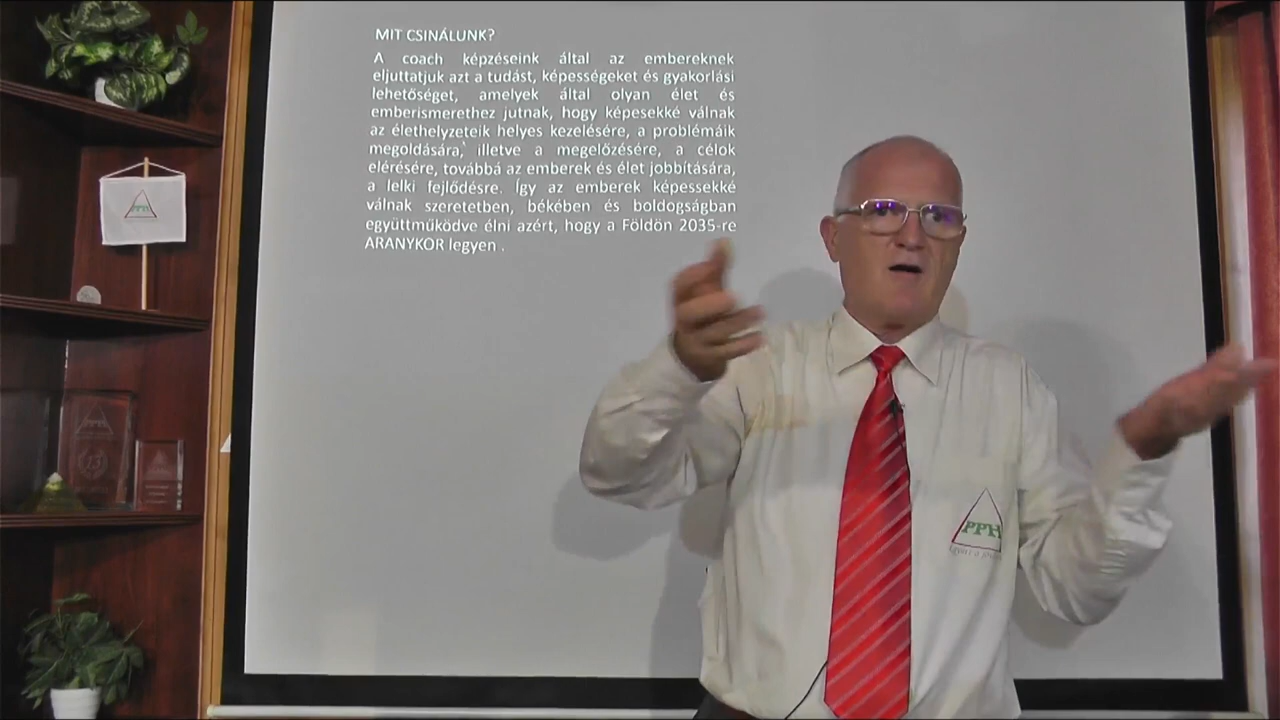 MIT CSINÁLUNK?
A coach képzéseink által az embereknek
eljuttatjuk azt a tudást, képességeket és gyakorlási
lehetőséget, amelyek által olyan élet és
emberismerethez jutnak, hogy képesekké válnak
az élethelyzeteik helyes kezelésére, a problémáik
megoldására, illetve a megelőzésére, a célok
elérésére, továbbá az emberek és élet jobbítására,
a lelki fejlődésre. Így az emberek képessekké
válnak szeretetben, békében és boldogságban
együttműködve élni azért, hogy a Földön 2035-re
ARANYKOR legyen .
PPH
PPH